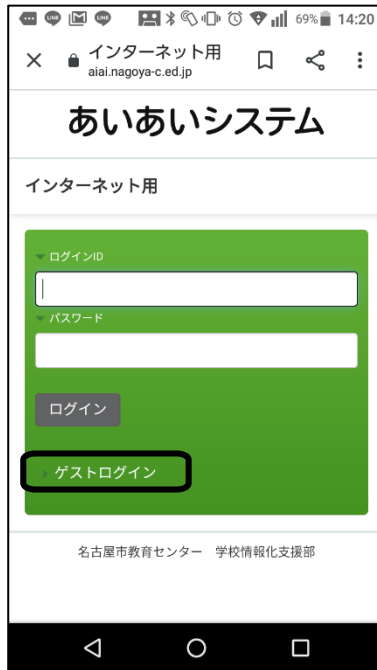 69% 14:20
インターネット用
aiai.nagoya-c.ed.jp
あいあいシステム
インターネット用
ログインID
パスワード
ログイン
ゲストログイン
名古屋市教育センター 学校情報化支援部